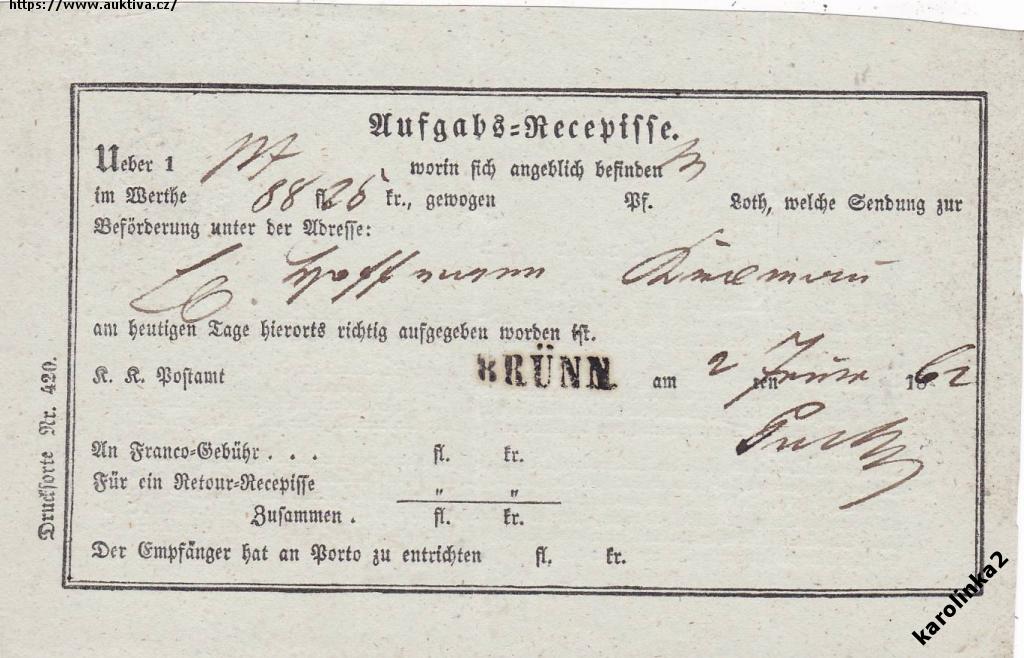 https://www.auktiva.cz/
Aufgabs-Recepisse.
Ueber 1 worin sich angeblich befinden
im Werthe 88 fl. 26 kr., gewogen Pf. Loth, welche Sendung zur
Beförderung unter der Adresse:
C. Hoffmann
am heutigen Tage hierorts richtig aufgegeben worden ist.
K. K. Postamt BRÜNN am 2 ten 1862
An Franco-Gebühr . . . fl. kr.
Für ein Retour-Recepisse " "
Zusammen . fl. kr.
Der Empfänger hat an Porto zu entrichten fl. kr.
Drucksorte Nr. 420.
karolinka2